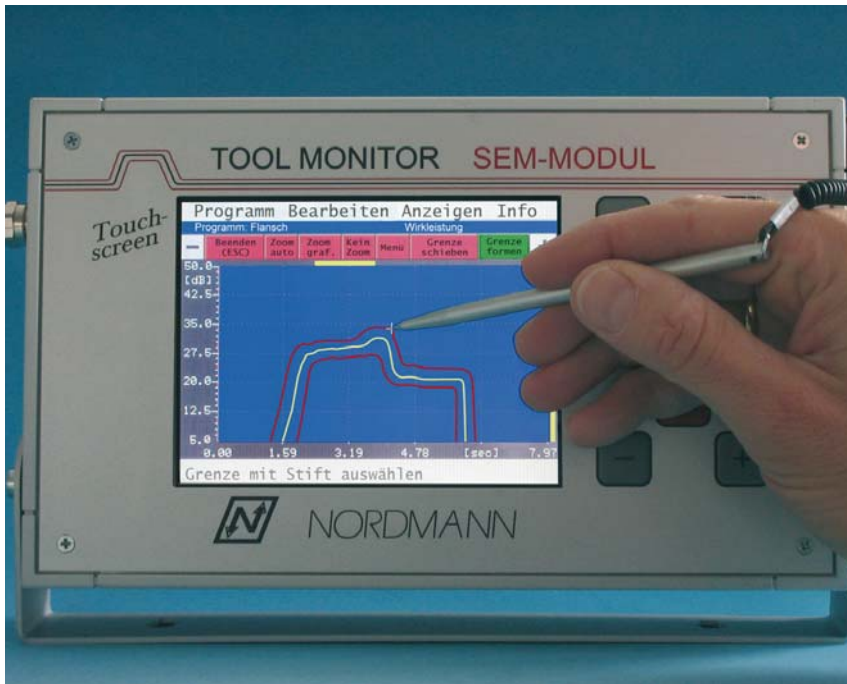 TOOL MONITOR SEM-MODUL
Touch-
screen
Programm Bearbeiten Anzeigen Info
Programm: Flansch Wirkleistung
− Beenden (ESC) Zoom auto Zoom graf. Kein Zoom Menü Grenze schieben Grenze formen +
50.0
[dB]
42.5
35.0
27.5
20.0
12.5
5.0
0.00 1.59 3.19 4.78 [sec] 7.97
Grenze mit Stift auswählen
N NORDMANN
− +